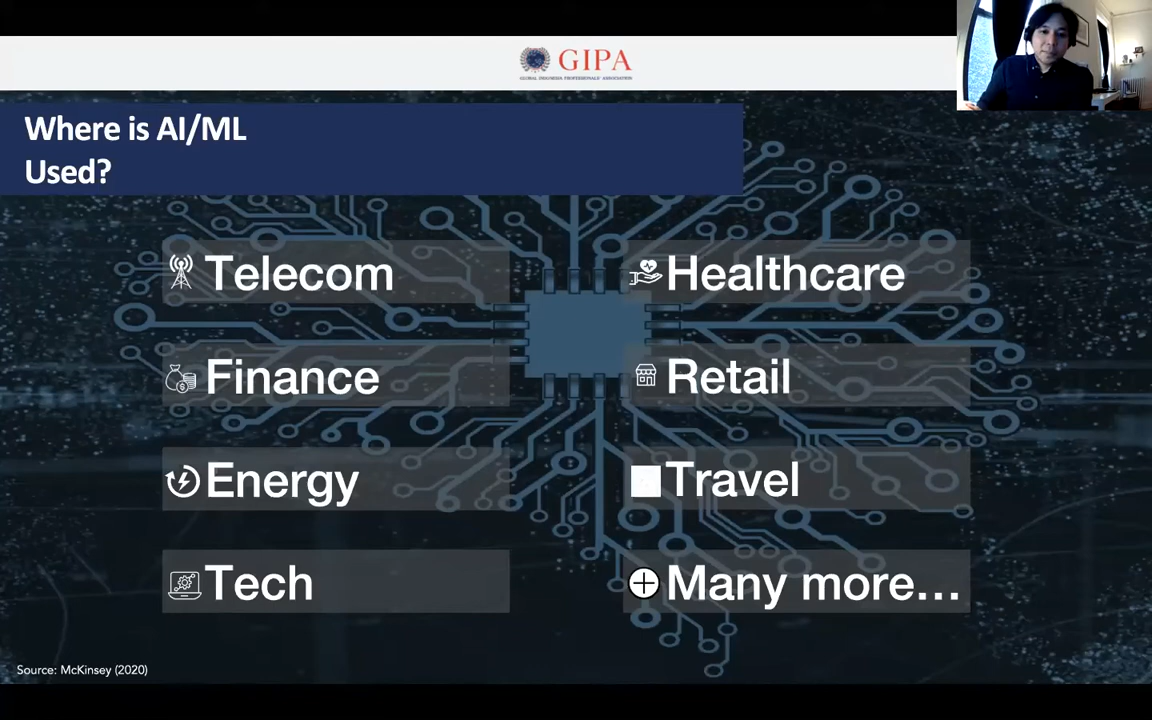 GIPA
GLOBAL INDONESIA PROFESSIONALS' ASSOCIATION
Where is AI/ML
Used?
Telecom
Healthcare
Finance
Retail
Energy
Travel
Tech
Many more...
Source: McKinsey (2020)